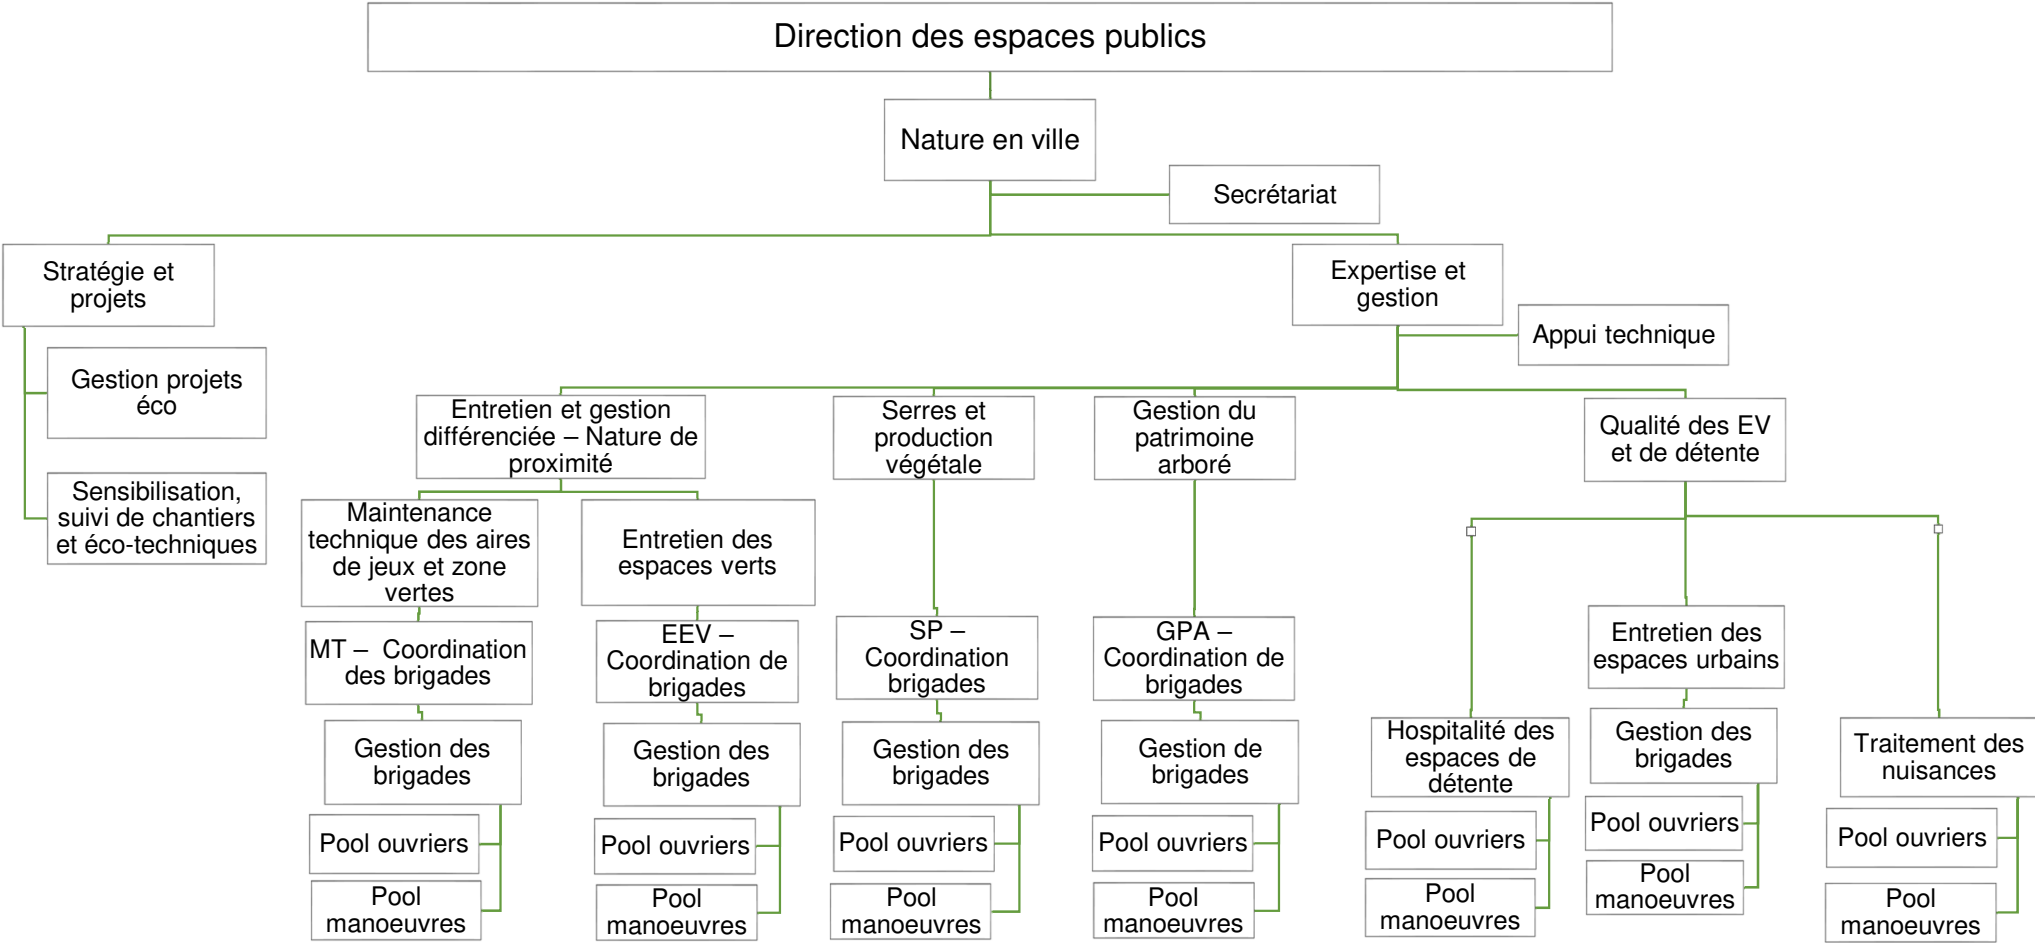 Direction des espaces publics
Nature en ville
Secrétariat
Stratégie et
projets
Expertise et
gestion
Appui technique
Gestion projets
éco
Sensibilisation,
suivi de chantiers
et éco-techniques
Entretien et gestion
différenciée – Nature de
proximité
Serres et
production
végétale
Gestion du
patrimoine
arboré
Qualité des EV
et de détente
Maintenance
technique des aires
de jeux et zone
vertes
Entretien des
espaces verts
MT –  Coordination
des brigades
EEV –
Coordination de
brigades
SP –
Coordination
brigades
GPA –
Coordination de
brigades
Entretien des
espaces urbains
Gestion des
brigades
Gestion des
brigades
Gestion des
brigades
Gestion de
brigades
Hospitalité des
espaces de
détente
Gestion des
brigades
Traitement des
nuisances
Pool ouvriers
Pool ouvriers
Pool ouvriers
Pool ouvriers
Pool ouvriers
Pool ouvriers
Pool ouvriers
Pool
manoeuvres
Pool
manoeuvres
Pool
manoeuvres
Pool
manoeuvres
Pool
manoeuvres
Pool
manoeuvres
Pool
manoeuvres